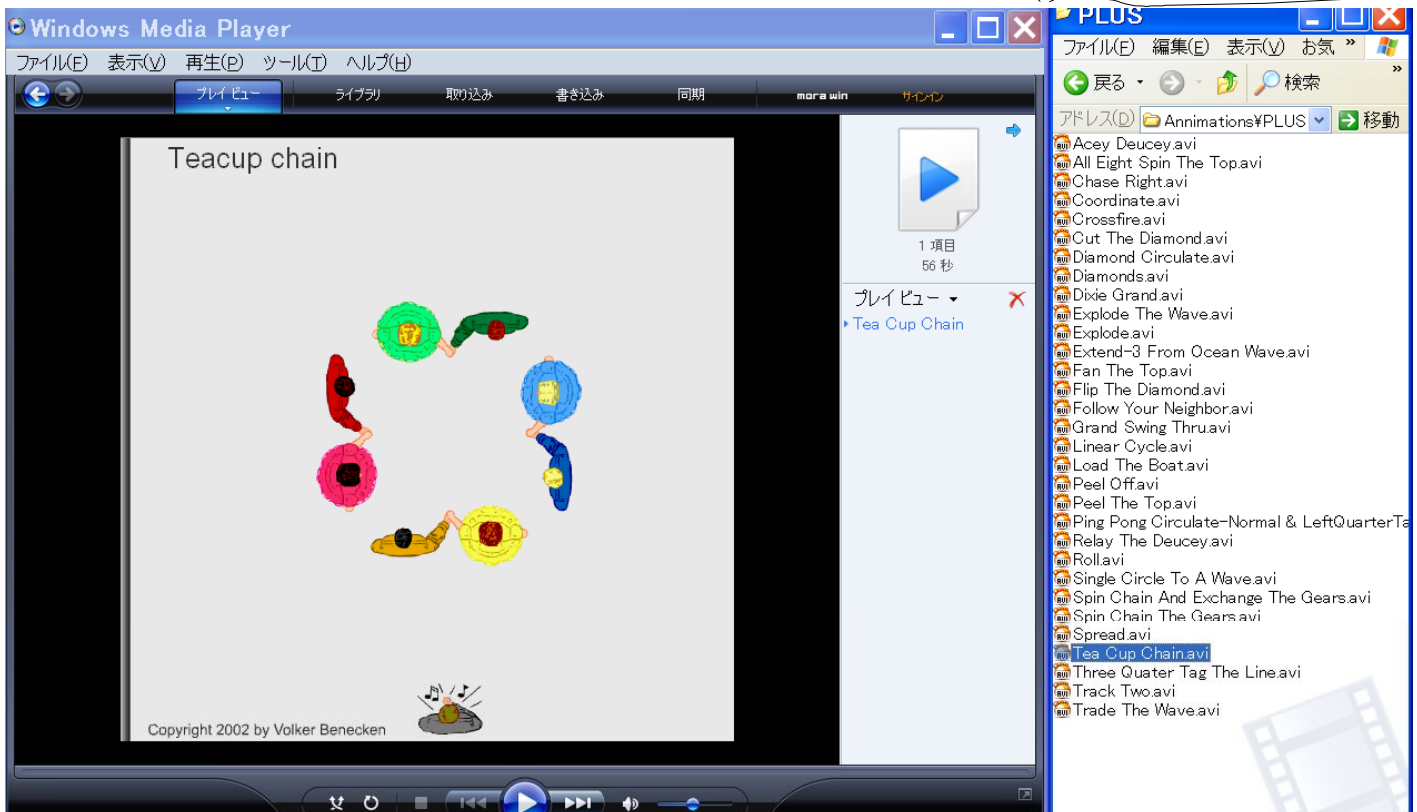 Windows Media Player
ファイル(F) 表示(V) 再生(P) ツール(T) ヘルプ(H)
プレイ ビュー ライブラリ 取り込み 書き込み 同期 mora win サインイン
Teacup chain
Copyright 2002 by Volker Benecken
1 項目
56 秒
プレイ ビュー
Tea Cup Chain
PLUS
ファイル(F) 編集(E) 表示(V) お気 »
戻る 検索 »
アドレス(D) Annimations¥PLUS 移動
Acey Deucey.avi
All Eight Spin The Top.avi
Chase Right.avi
Coordinate.avi
Crossfire.avi
Cut The Diamond.avi
Diamond Circulate.avi
Diamonds.avi
Dixie Grand.avi
Explode The Wave.avi
Explode.avi
Extend-3 From Ocean Wave.avi
Fan The Top.avi
Flip The Diamond.avi
Follow Your Neighbor.avi
Grand Swing Thru.avi
Linear Cycle.avi
Load The Boat.avi
Peel Off.avi
Peel The Top.avi
Ping Pong Circulate-Normal & LeftQuarterTa
Relay The Deucey.avi
Roll.avi
Single Circle To A Wave.avi
Spin Chain And Exchange The Gears.avi
Spin Chain The Gears.avi
Spread.avi
Tea Cup Chain.avi
Three Quater Tag The Line.avi
Track Two.avi
Trade The Wave.avi